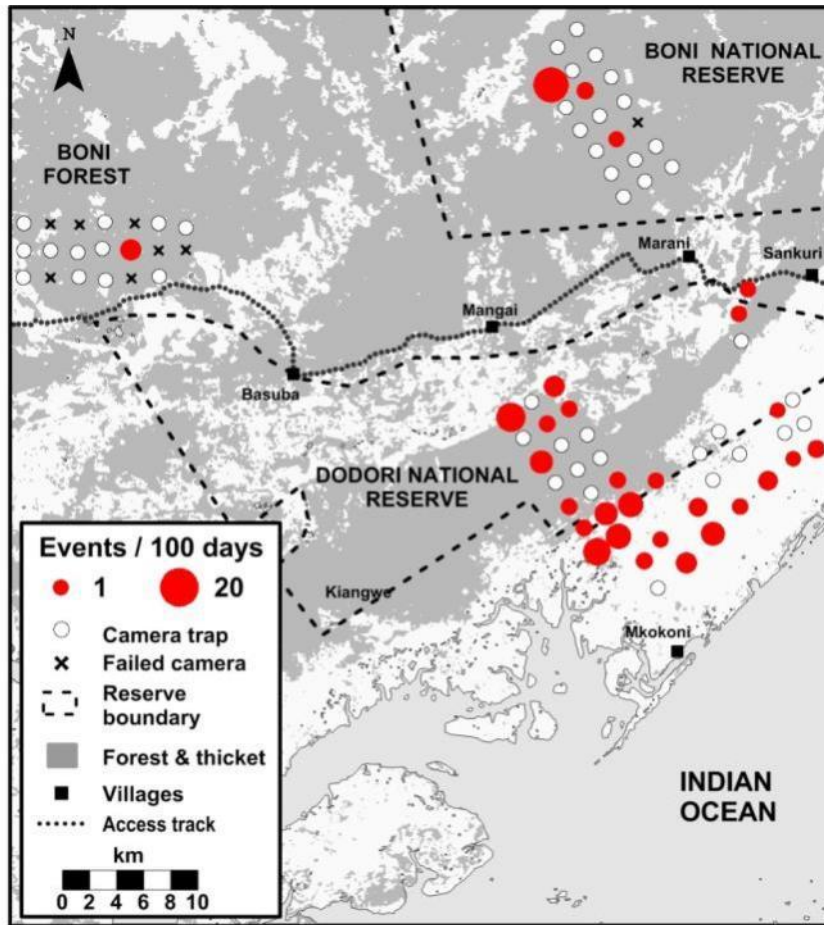 N
BONI NATIONAL
RESERVE
BONI
FOREST
Marani
Sankuri
Mangai
Basuba
DODORI NATIONAL
RESERVE
Events / 100 days
1 20
Camera trap
Failed camera
Reserve
boundary
Forest & thicket
Villages
Access track
km
0 2 4 6 8 10
Kiangwe
Mkokoni
INDIAN
OCEAN